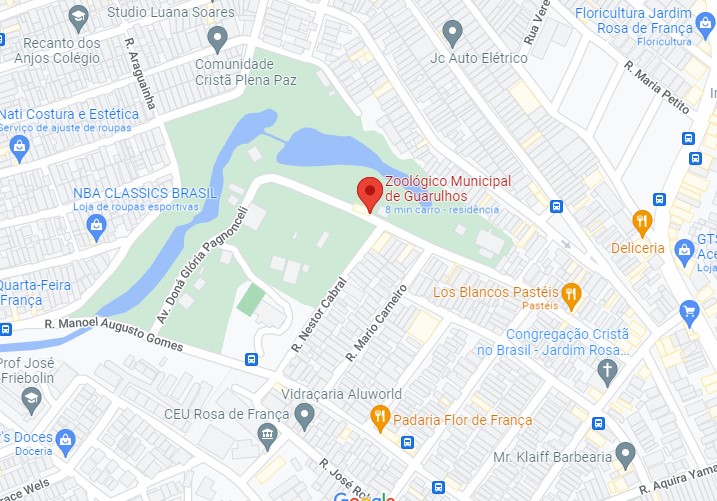 Studio Luana Soares
Recanto dos
Anjos Colégio
R. Araguainha
Comunidade
Cristã Plena Paz
Jc Auto Elétrico
Rua Vere
Floricultura Jardim
Rosa de França
Floricultura
R. Maria Petito
Nati Costura e Estética
Serviço de ajuste de roupas
NBA CLASSICS BRASIL
Loja de roupas esportivas
Zoológico Municipal
de Guarulhos
8 min carro - residência
Av. Doná Glória Pagnonceli
Deliceria
GTS
Ace
Loja
Quarta-Feira
França
Los Blancos Pastéis
Pastéis
R. Nestor Cabral
R. Mario Carneiro
R. Manoel Augusto Gomes
Congregação Cristã
no Brasil - Jardim Rosa...
Prof José
Friebolin
Vidraçaria Aluworld
CEU Rosa de França
Padaria Flor de França
's Doces
Doceria
Mr. Klaiff Barbearia
R. José Ro
race Wels
Google
R. Aquira Yama